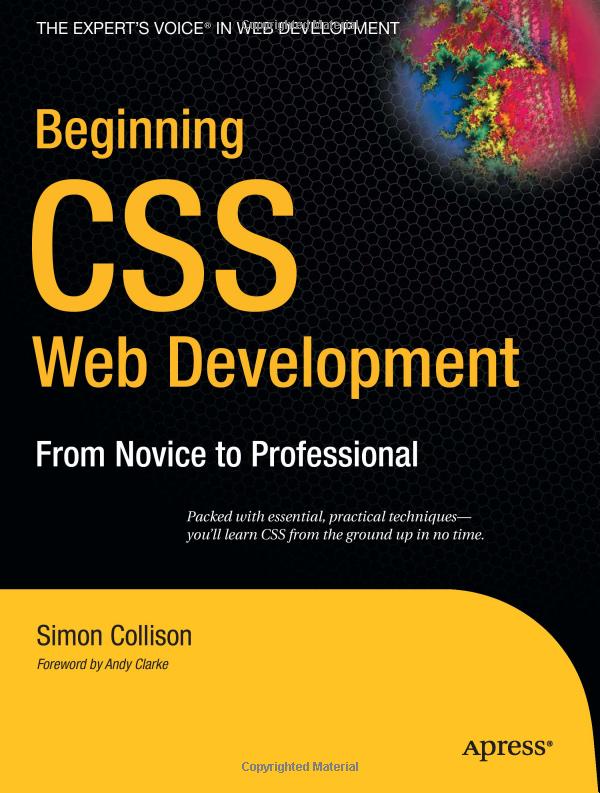 THE EXPERT'S VOICE® IN WEB DEVELOPMENT
Copyrighted Material
Beginning
CSS
Web Development
From Novice to Professional
Packed with essential, practical techniques—
you'll learn CSS from the ground up in no time.
Simon Collison
Foreword by Andy Clarke
Apress®
Copyrighted Material